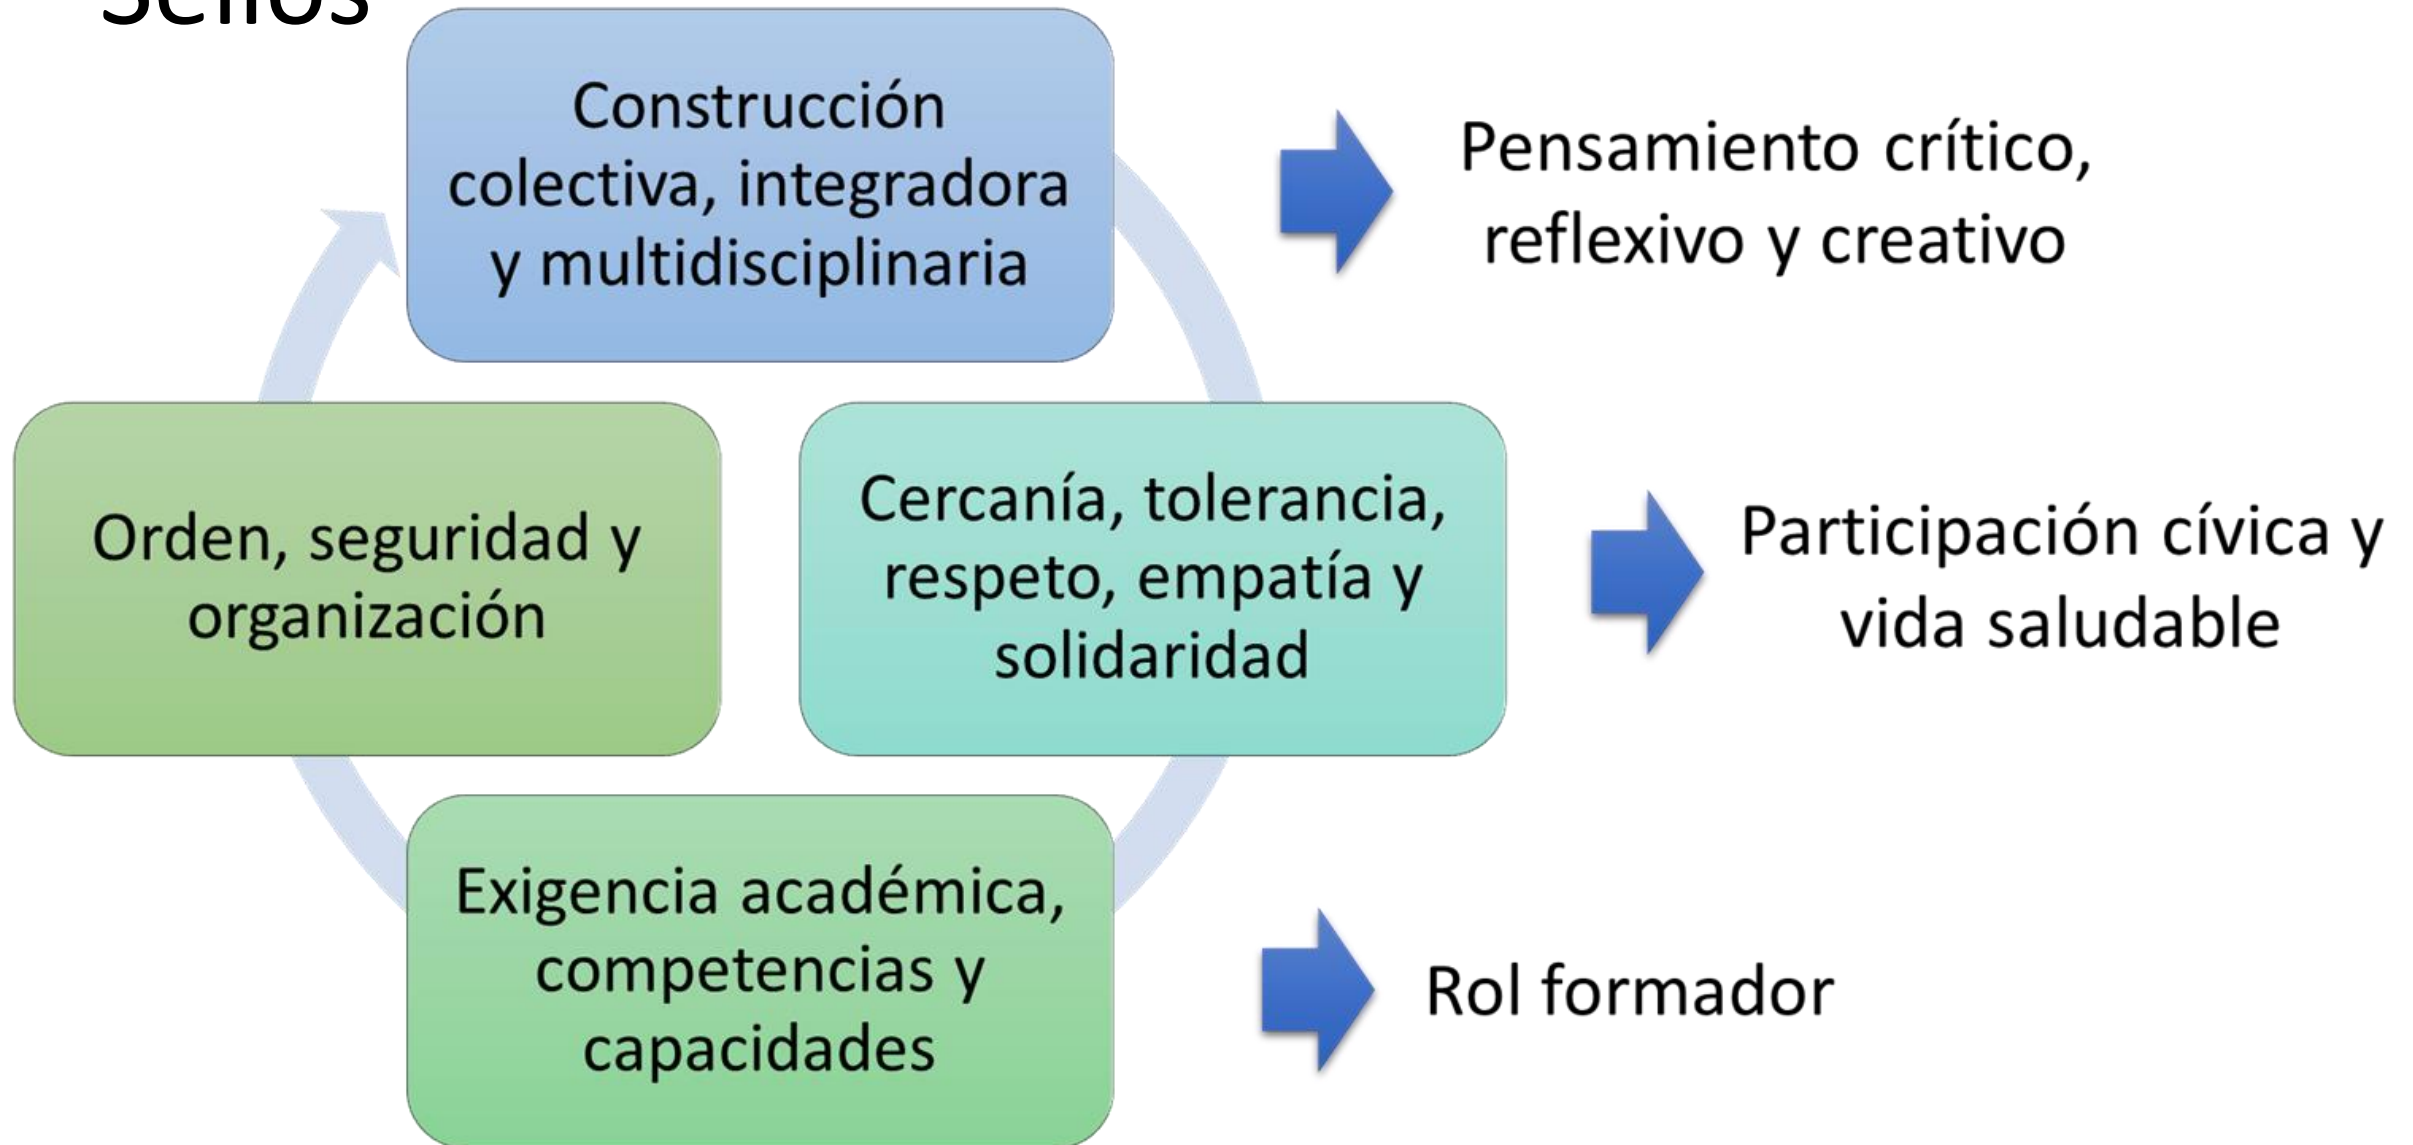 Sellos
Construcción
colectiva, integradora
y multidisciplinaria
Pensamiento crítico,
reflexivo y creativo
Orden, seguridad y
organización
Cercanía, tolerancia,
respeto, empatía y
solidaridad
Participación cívica y
vida saludable
Exigencia académica,
competencias y
capacidades
Rol formador